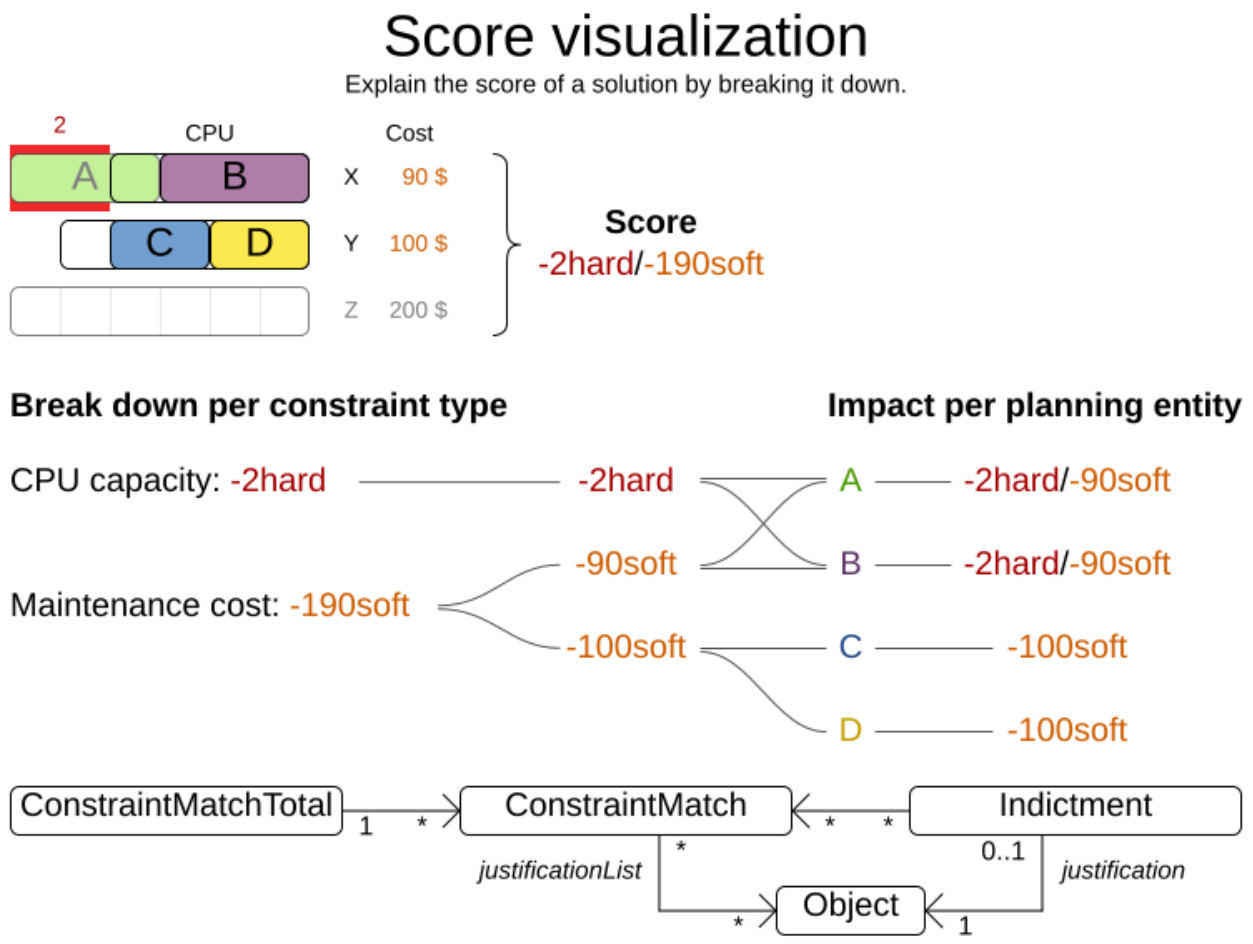 Score visualization
Explain the score of a solution by breaking it down.
2 CPU Cost
A B X 90 $
C D Y 100 $
Z 200 $
Score
-2hard/-190soft
Break down per constraint type Impact per planning entity
CPU capacity: -2hard -2hard A -2hard/-90soft
-90soft B -2hard/-90soft
Maintenance cost: -190soft
-100soft C -100soft
D -100soft
ConstraintMatchTotal ConstraintMatch Indictment
1 * * *
* 0..1
justificationList justification
Object
* 1